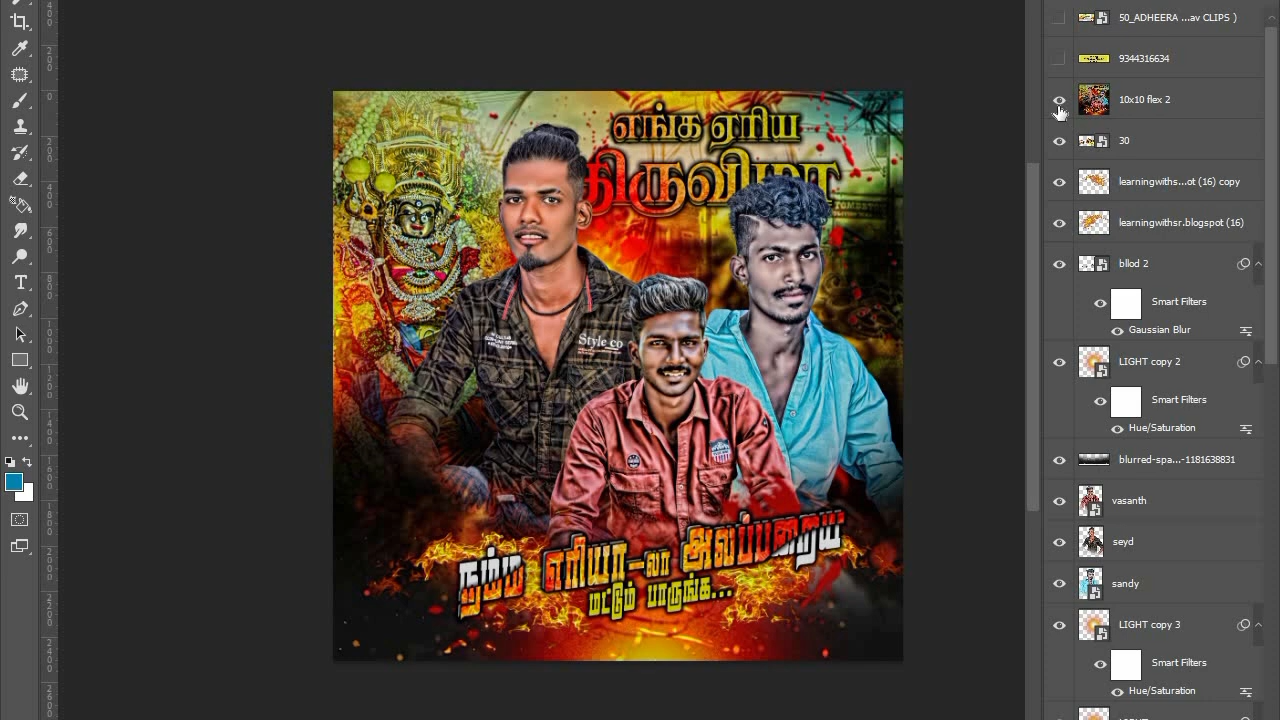 50_ADHEERA ...av CLIPS )
9344316634
10x10 flex 2
30
learningwiths...ot (16) copy
learningwithsr.blogspot (16)
bllod 2
Smart Filters
Gaussian Blur
LIGHT copy 2
Smart Filters
Hue/Saturation
blurred-spa...-1181638831
vasanth
seyd
sandy
LIGHT copy 3
Smart Filters
Hue/Saturation
எங்க ஏரிய
திருவிழா
Style co
நம்ம எரியா-லா அலப்பறைய
மட்டும் பாருங்க...